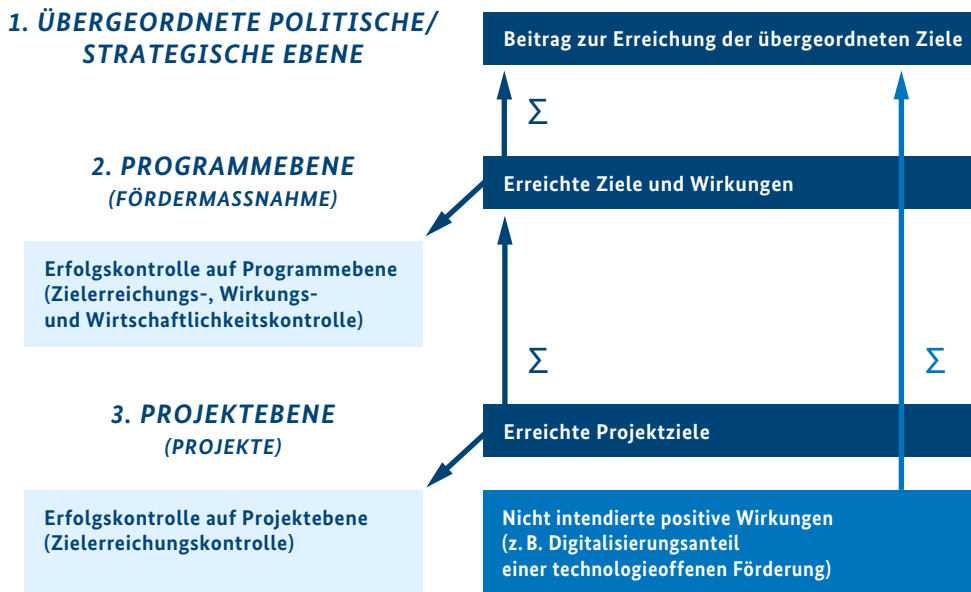 1. ÜBERGEORDNETE POLITISCHE/
STRATEGISCHE EBENE
Beitrag zur Erreichung der übergeordneten Ziele
Σ
2. PROGRAMMEBENE
(FÖRDERMASSNAHME)
Erreichte Ziele und Wirkungen
Erfolgskontrolle auf Programmebene
(Zielerreichungs-, Wirkungs-
und Wirtschaftlichkeitskontrolle)
Σ
Σ
3. PROJEKTEBENE
(PROJEKTE)
Erreichte Projektziele
Erfolgskontrolle auf Projektebene
(Zielerreichungskontrolle)
Nicht intendierte positive Wirkungen
(z. B. Digitalisierungsanteil
einer technologieoffenen Förderung)